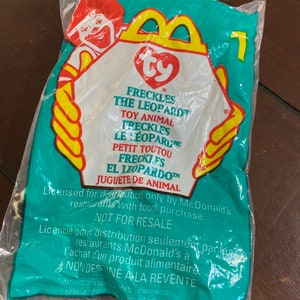 1
ty
FRECKLES
THE LEOPARD™
TOY ANIMAL
FRECKLES
LE LÉOPARD™
PETIT TOUTOU
FRECKLES
EL LEOPARDO™
JUGUETE DE ANIMAL
Licensed for distribution only by McDonald's
restaurants with food purchase.
NOT FOR RESALE
Licencié pour distribution seulement par les
restaurants McDonald's à
l'achat d'un produit alimentaire.
NON DESTINÉ A LA REVENTE